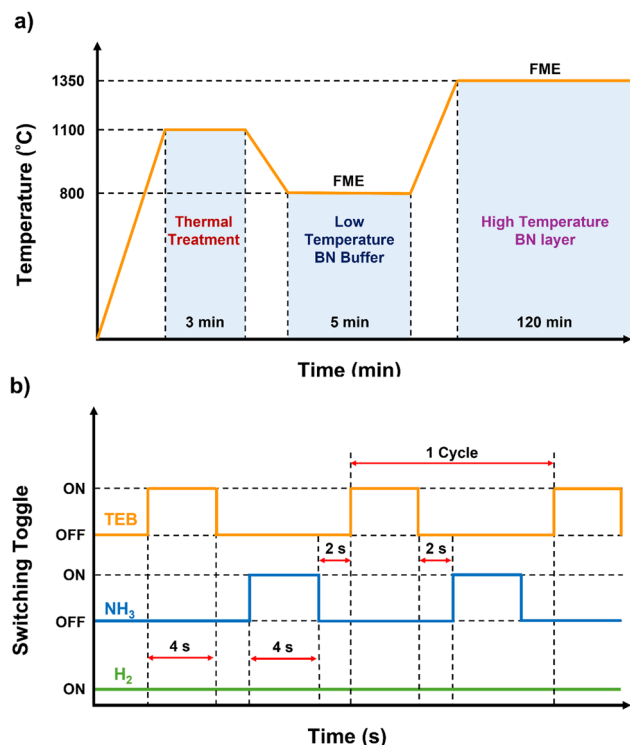 a)
Temperature (°C)
1350
1100
800
FME
FME
Thermal
Treatment
Low
Temperature
BN Buffer
High Temperature
BN layer
3 min
5 min
120 min
Time (min)
b)
Switching Toggle
1 Cycle
ON
TEB
OFF
2 s
2 s
ON
NH₃
OFF
4 s
4 s
H₂
ON
Time (s)